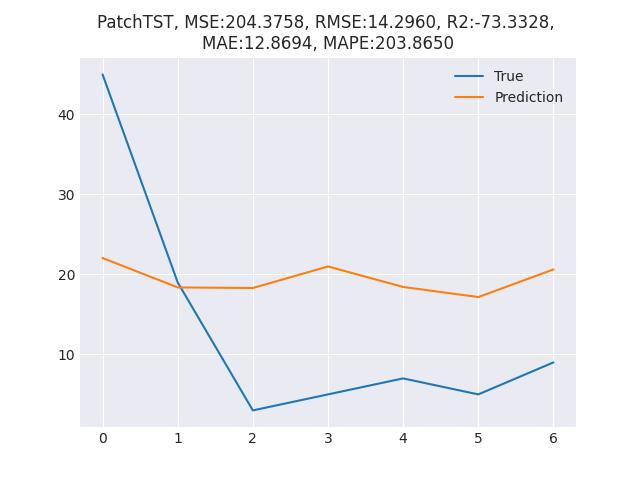 PatchTST, MSE:204.3758, RMSE:14.2960, R2:-73.3328,
MAE:12.8694, MAPE:203.8650
True
Prediction
40
30
20
10
0 1 2 3 4 5 6